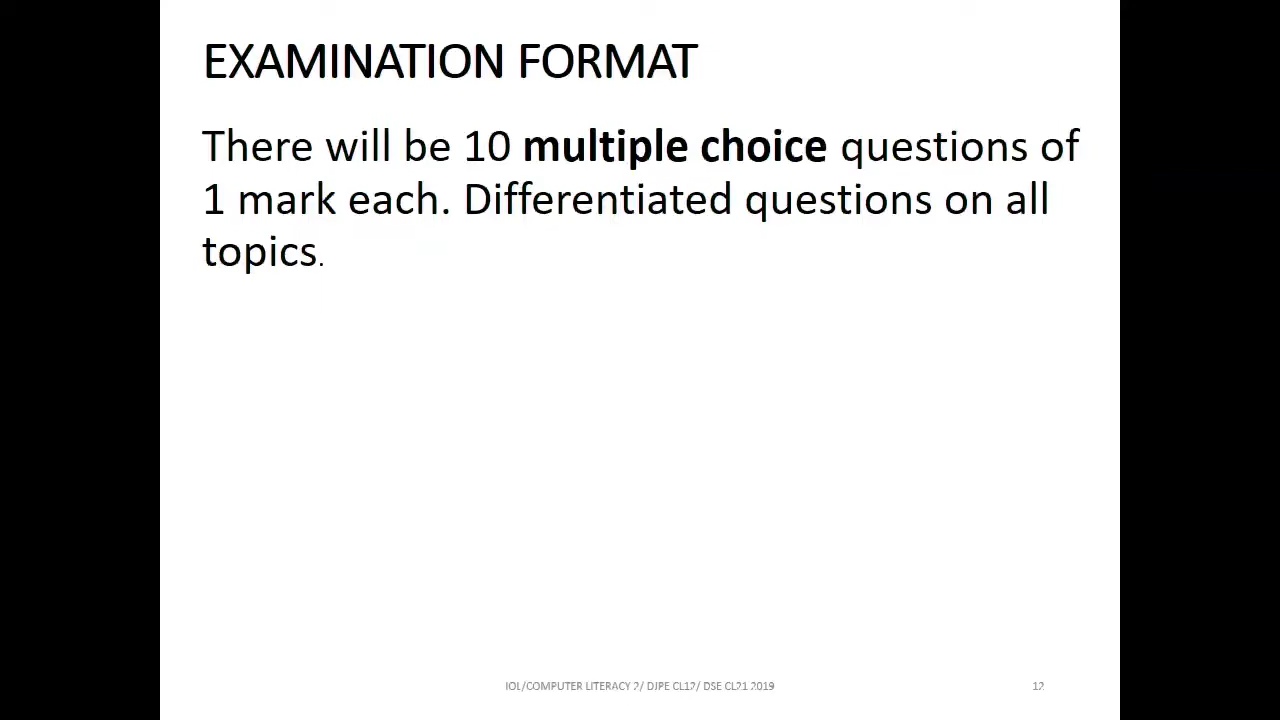 EXAMINATION FORMAT
There will be 10 multiple choice questions of
1 mark each. Differentiated questions on all
topics.
IOL/COMPUTER LITERACY 2/ DJPE CL12/ DSE CL21 2019
12